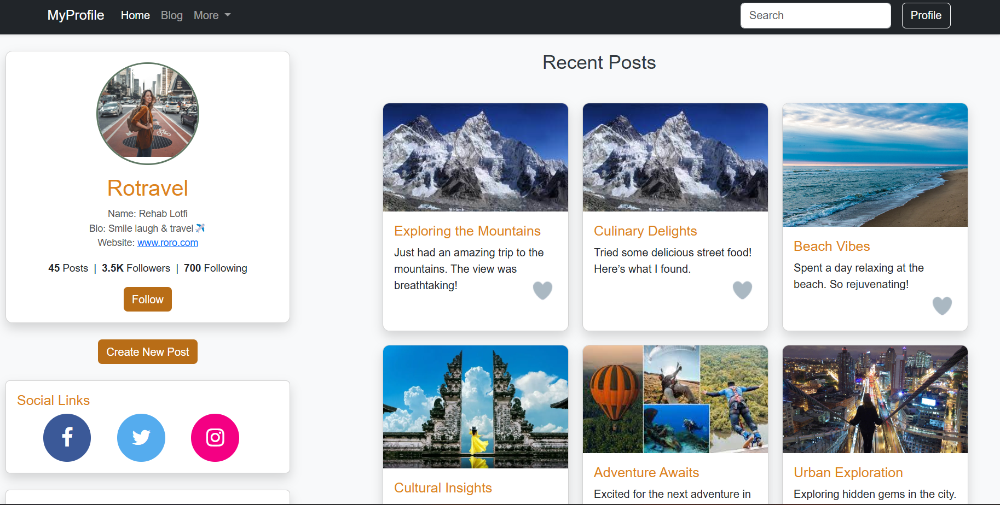 MyProfile Home Blog More Search Profile
Rotravel
Name: Rehab Lotfi
Bio: Smile laugh & travel ✈️
Website: www.roro.com
45 Posts | 3.5K Followers | 700 Following
Follow
Create New Post
Social Links
Recent Posts
Exploring the Mountains
Just had an amazing trip to the
mountains. The view was
breathtaking!
Culinary Delights
Tried some delicious street food!
Here’s what I found.
Beach Vibes
Spent a day relaxing at the
beach. So rejuvenating!
Cultural Insights
Adventure Awaits
Excited for the next adventure in
Urban Exploration
Exploring hidden gems in the city.